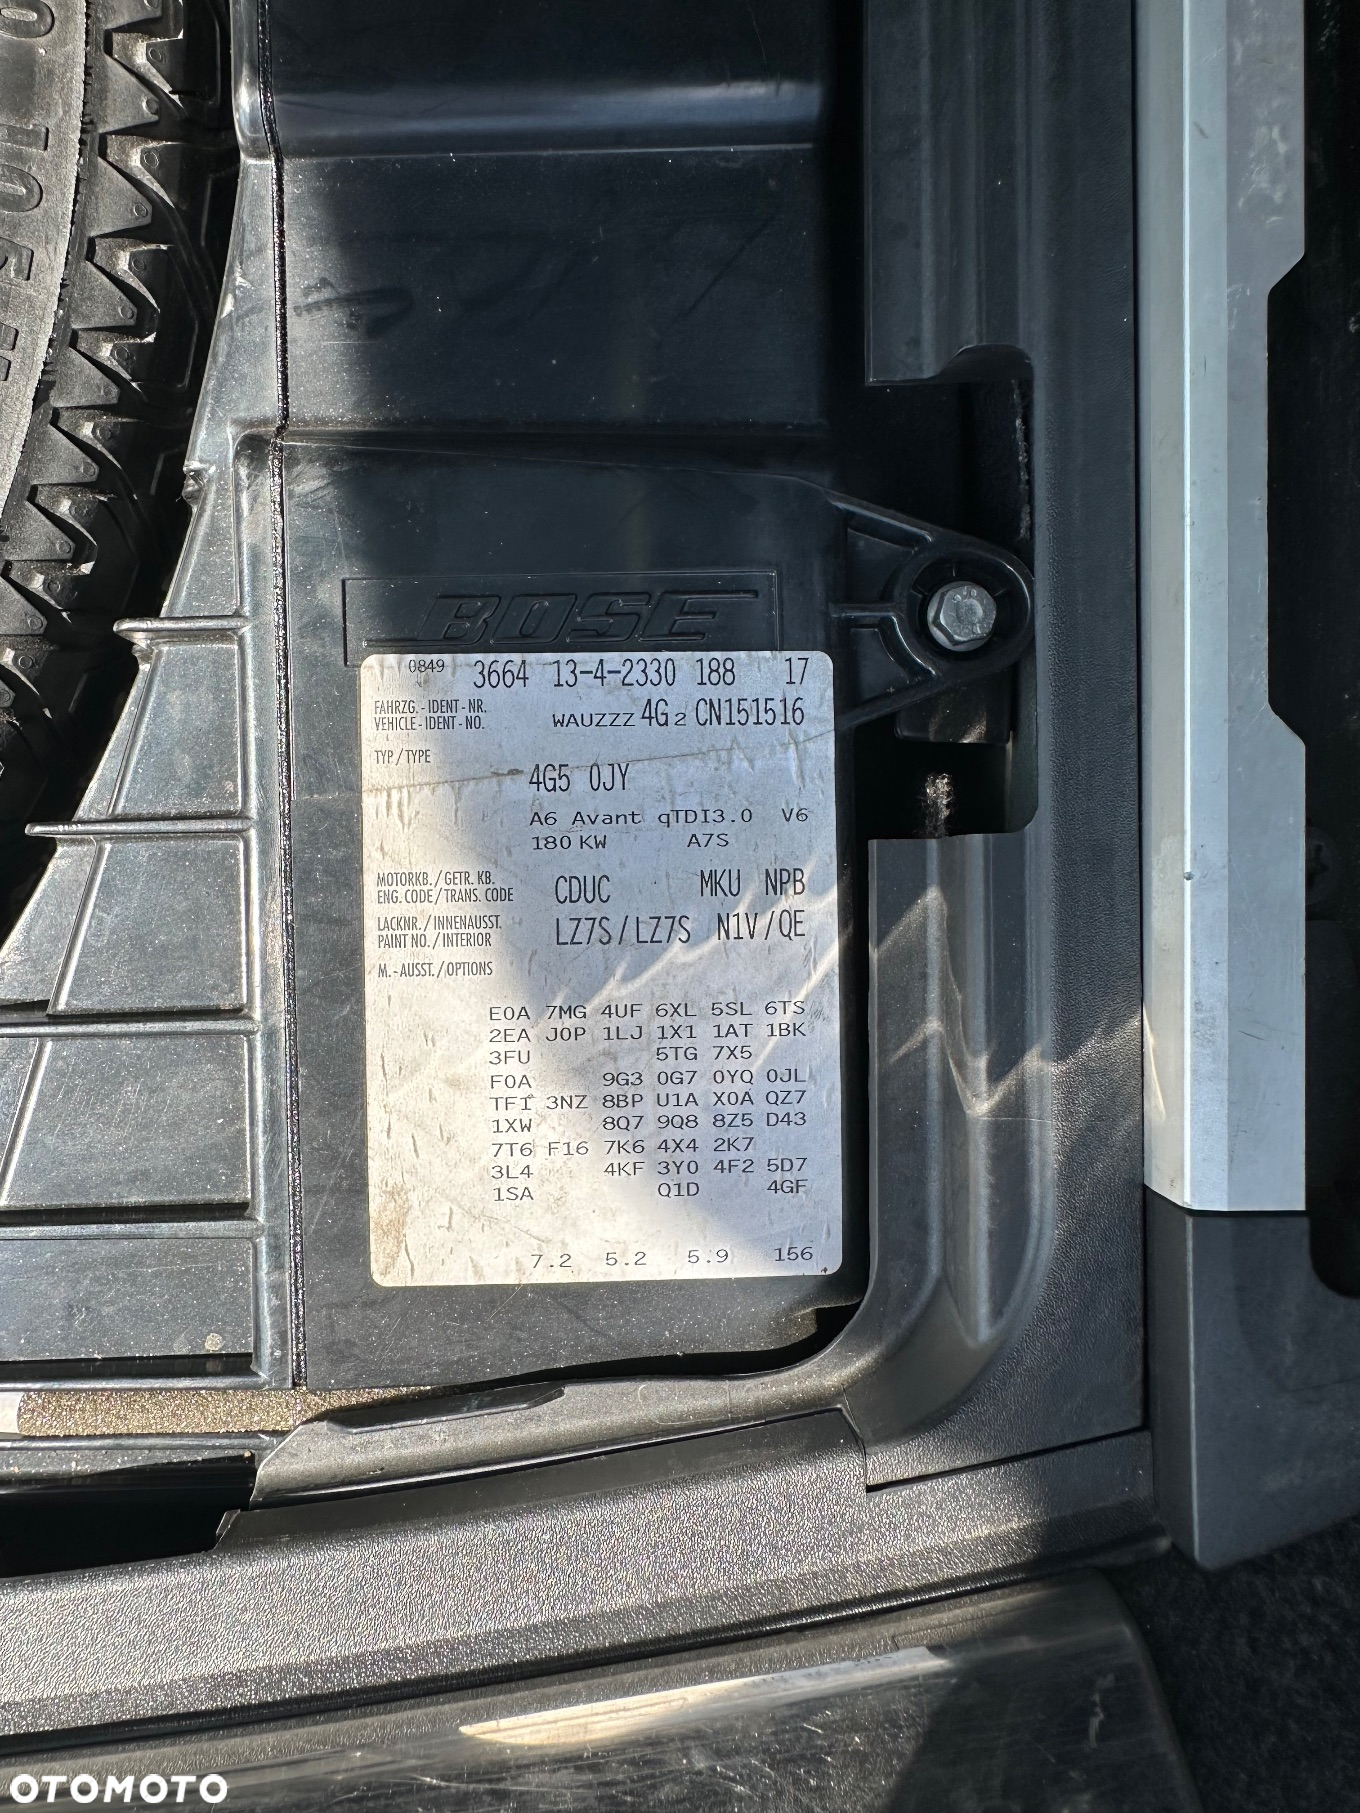 BOSE
0849 3664 13-4-2330 188 17
FAHRZG.-IDENT-NR.
VEHICLE-IDENT-NO. WAUZZZ 4G2 CN151516
TYP/TYPE
4G5 0JY
A6 Avant qTDI3.0 V6
180 KW A7S
MOTORKB./GETR. KB.
ENG. CODE/TRANS. CODE CDUC MKU NPB
LACKNR./INNENAUSST.
PAINT NO./INTERIOR LZ7S/LZ7S N1V/QE
M.-AUSST./OPTIONS
E0A 7MG 4UF 6XL 5SL 6TS
2EA J0P 1LJ 1X1 1AT 1BK
3FU 5TG 7X5
F0A 9G3 0G7 0YQ 0JL
TF1 3NZ 8BP U1A X0A QZ7
1XW 8Q7 9Q8 8Z5 D43
7T6 F16 7K6 4X4 2K7
3L4 4KF 3Y0 4F2 5D7
1SA Q1D 4GF
7.2 5.2 5.9 156
OTOMOTO